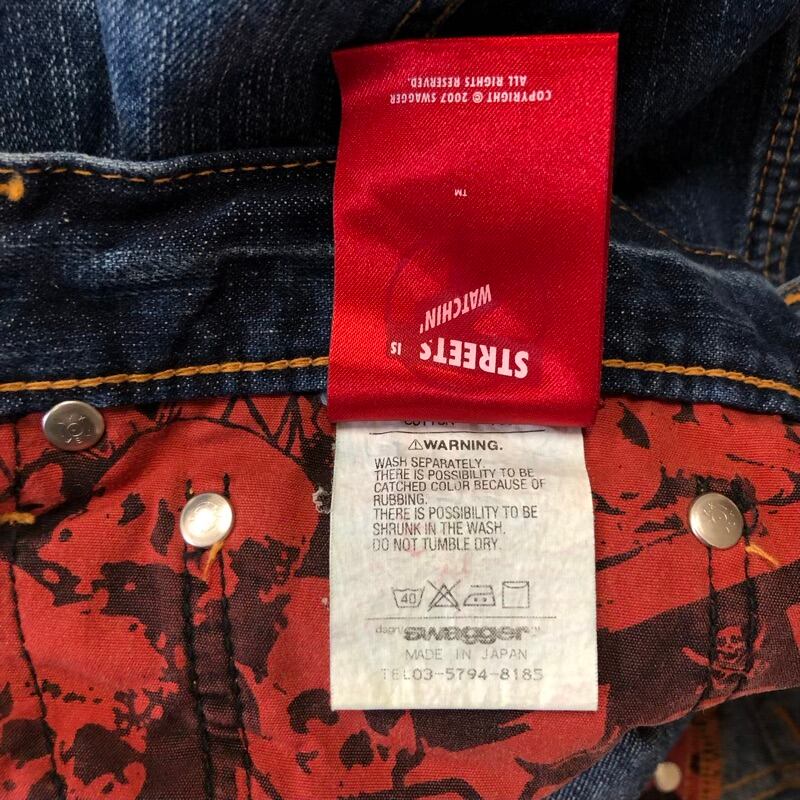 COPYRIGHT © 2007 SWAGGER
ALL RIGHTS RESERVED.
TM
WATCHIN'
STREETS IS
COTTON
⚠WARNING.
WASH SEPARATELY.
THERE IS POSSIBILITY TO BE
CATCHED COLOR BECAUSE OF
RUBBING.
THERE IS POSSIBILITY TO BE
SHRUNK IN THE WASH.
DO NOT TUMBLE DRY.
40
swagger
MADE IN JAPAN
TEL03-5794-8185